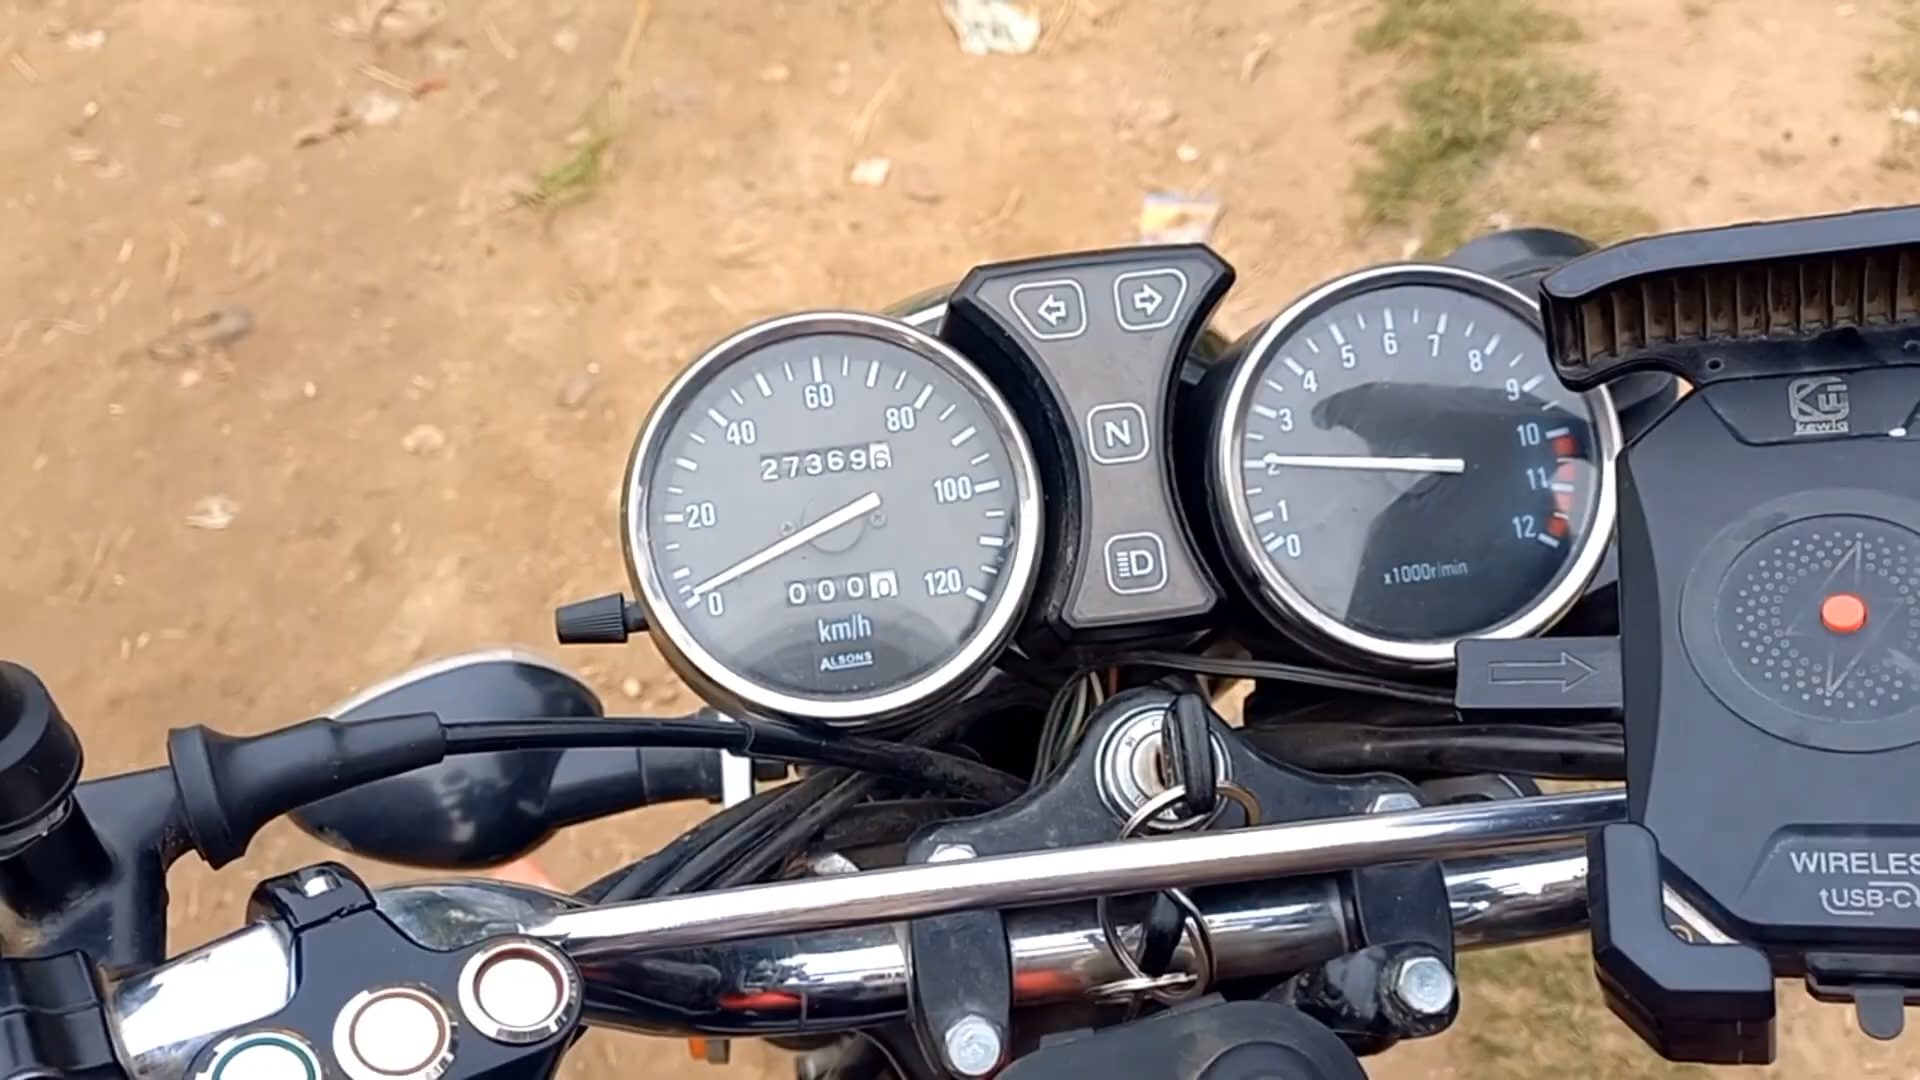 0 20 40 60 80 100 120
273696
0000
km/h
ALSONS
N
0 1 2 3 4 5 6 7 8 9 10 11 12
x1000r/min
kewig
WIRELES
USB-C